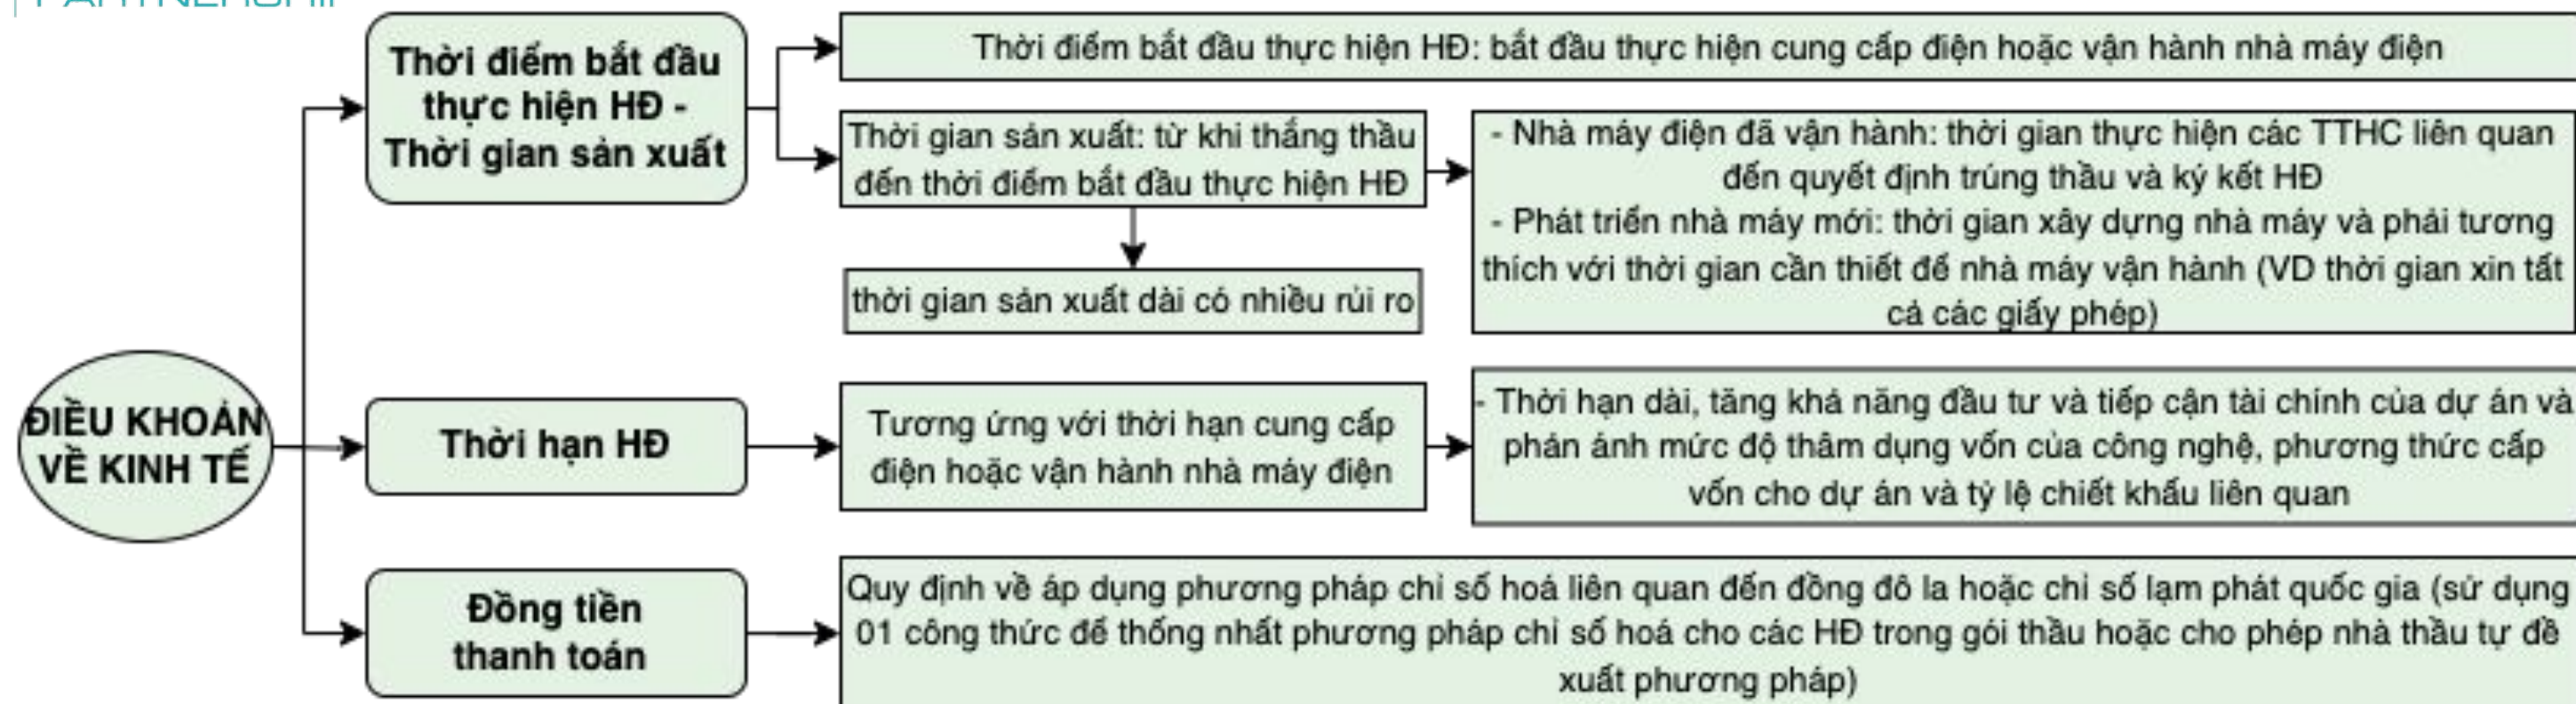 ĐIỀU KHOẢN
VỀ KINH TẾ
Thời điểm bắt đầu
thực hiện HĐ -
Thời gian sản xuất
Thời điểm bắt đầu thực hiện HĐ: bắt đầu thực hiện cung cấp điện hoặc vận hành nhà máy điện
Thời gian sản xuất: từ khi thắng thầu
đến thời điểm bắt đầu thực hiện HĐ
- Nhà máy điện đã vận hành: thời gian thực hiện các TTHC liên quan
đến quyết định trúng thầu và ký kết HĐ
- Phát triển nhà máy mới: thời gian xây dựng nhà máy và phải tương
thích với thời gian cần thiết để nhà máy vận hành (VD thời gian xin tất
cả các giấy phép)
thời gian sản xuất dài có nhiều rủi ro
Thời hạn HĐ
Tương ứng với thời hạn cung cấp
điện hoặc vận hành nhà máy điện
- Thời hạn dài, tăng khả năng đầu tư và tiếp cận tài chính của dự án và
phản ánh mức độ thâm dụng vốn của công nghệ, phương thức cấp
vốn cho dự án và tỷ lệ chiết khấu liên quan
Đồng tiền
thanh toán
Quy định về áp dụng phương pháp chỉ số hoá liên quan đến đồng đô la hoặc chỉ số lạm phát quốc gia (sử dụng
01 công thức để thống nhất phương pháp chỉ số hoá cho các HĐ trong gói thầu hoặc cho phép nhà thầu tự đề
xuất phương pháp)